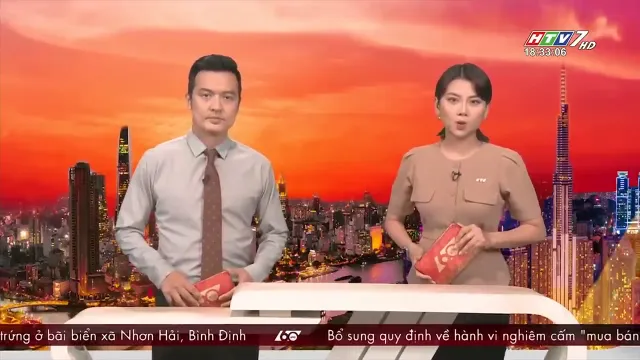 HTV7 HD
18:33:06
trứng ở bãi biển xã Nhơn Hải, Bình Định 60 Bổ sung quy định về hành vi nghiêm cấm "mua bán